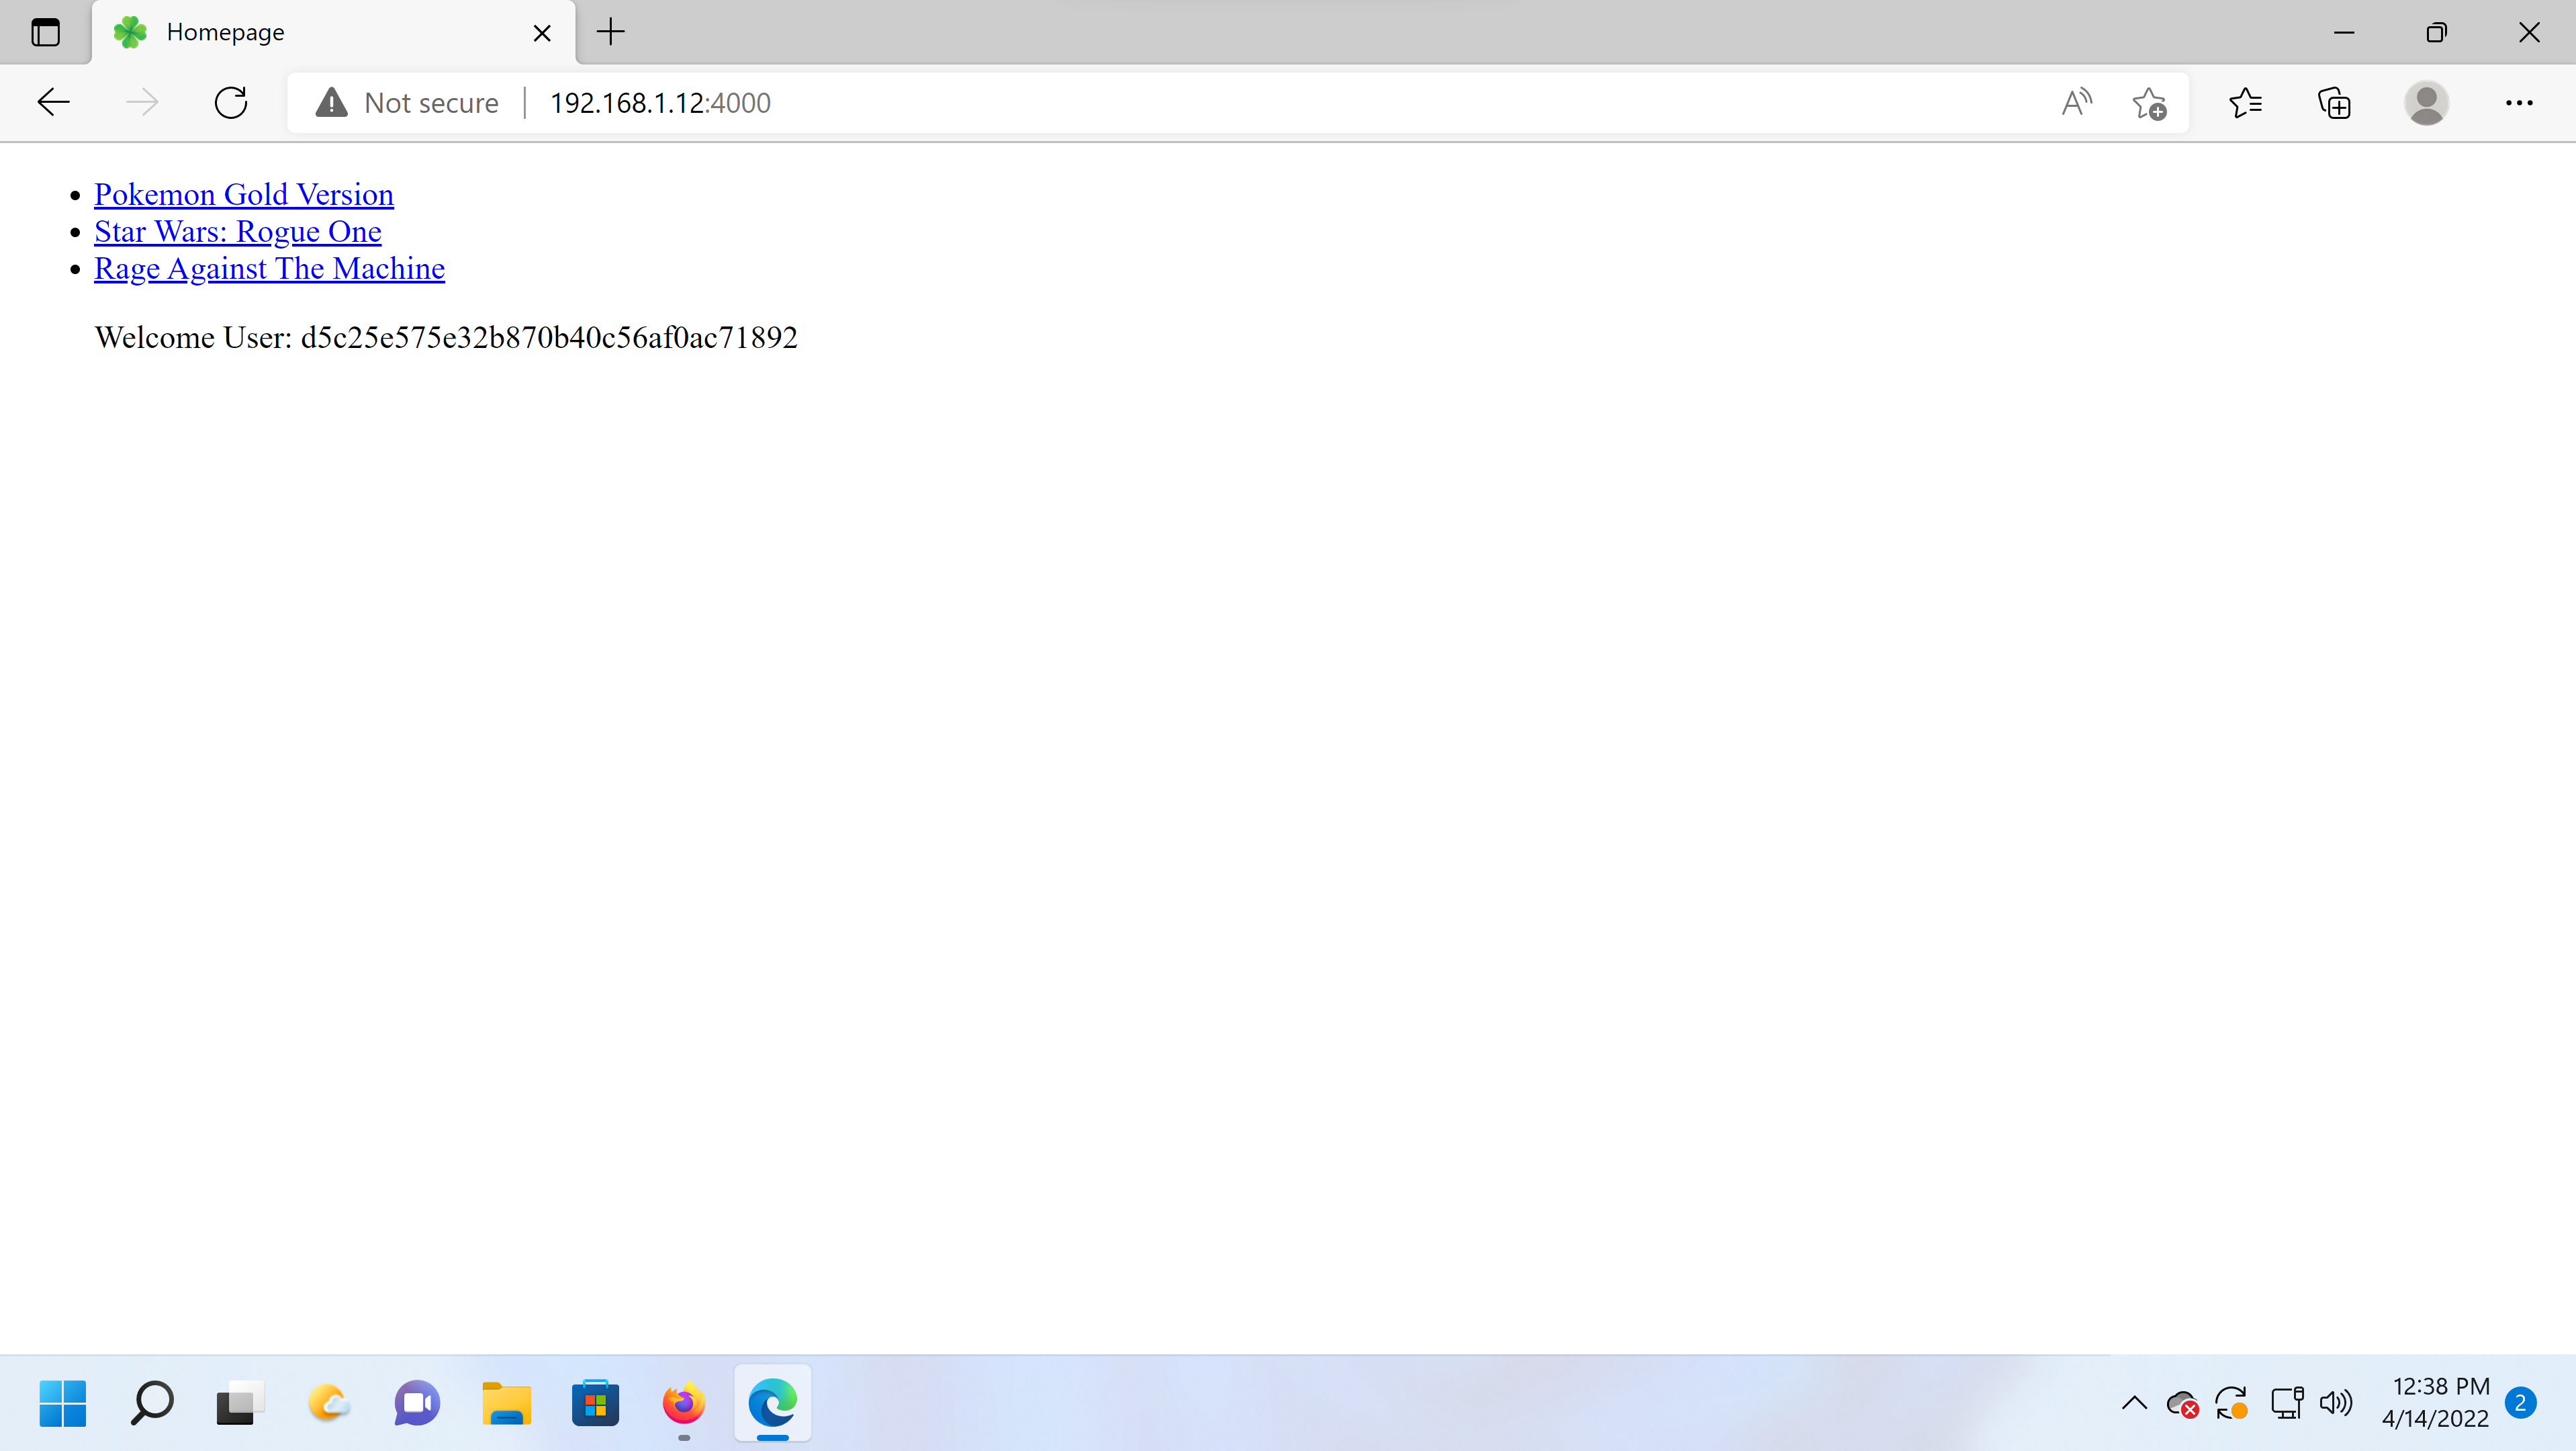 Homepage
Not secure
192.168.1.12:4000
Pokemon Gold Version
Star Wars: Rogue One
Rage Against The Machine
Welcome User: d5c25e575e32b870b40c56af0ac71892
12:38 PM
4/14/2022
2